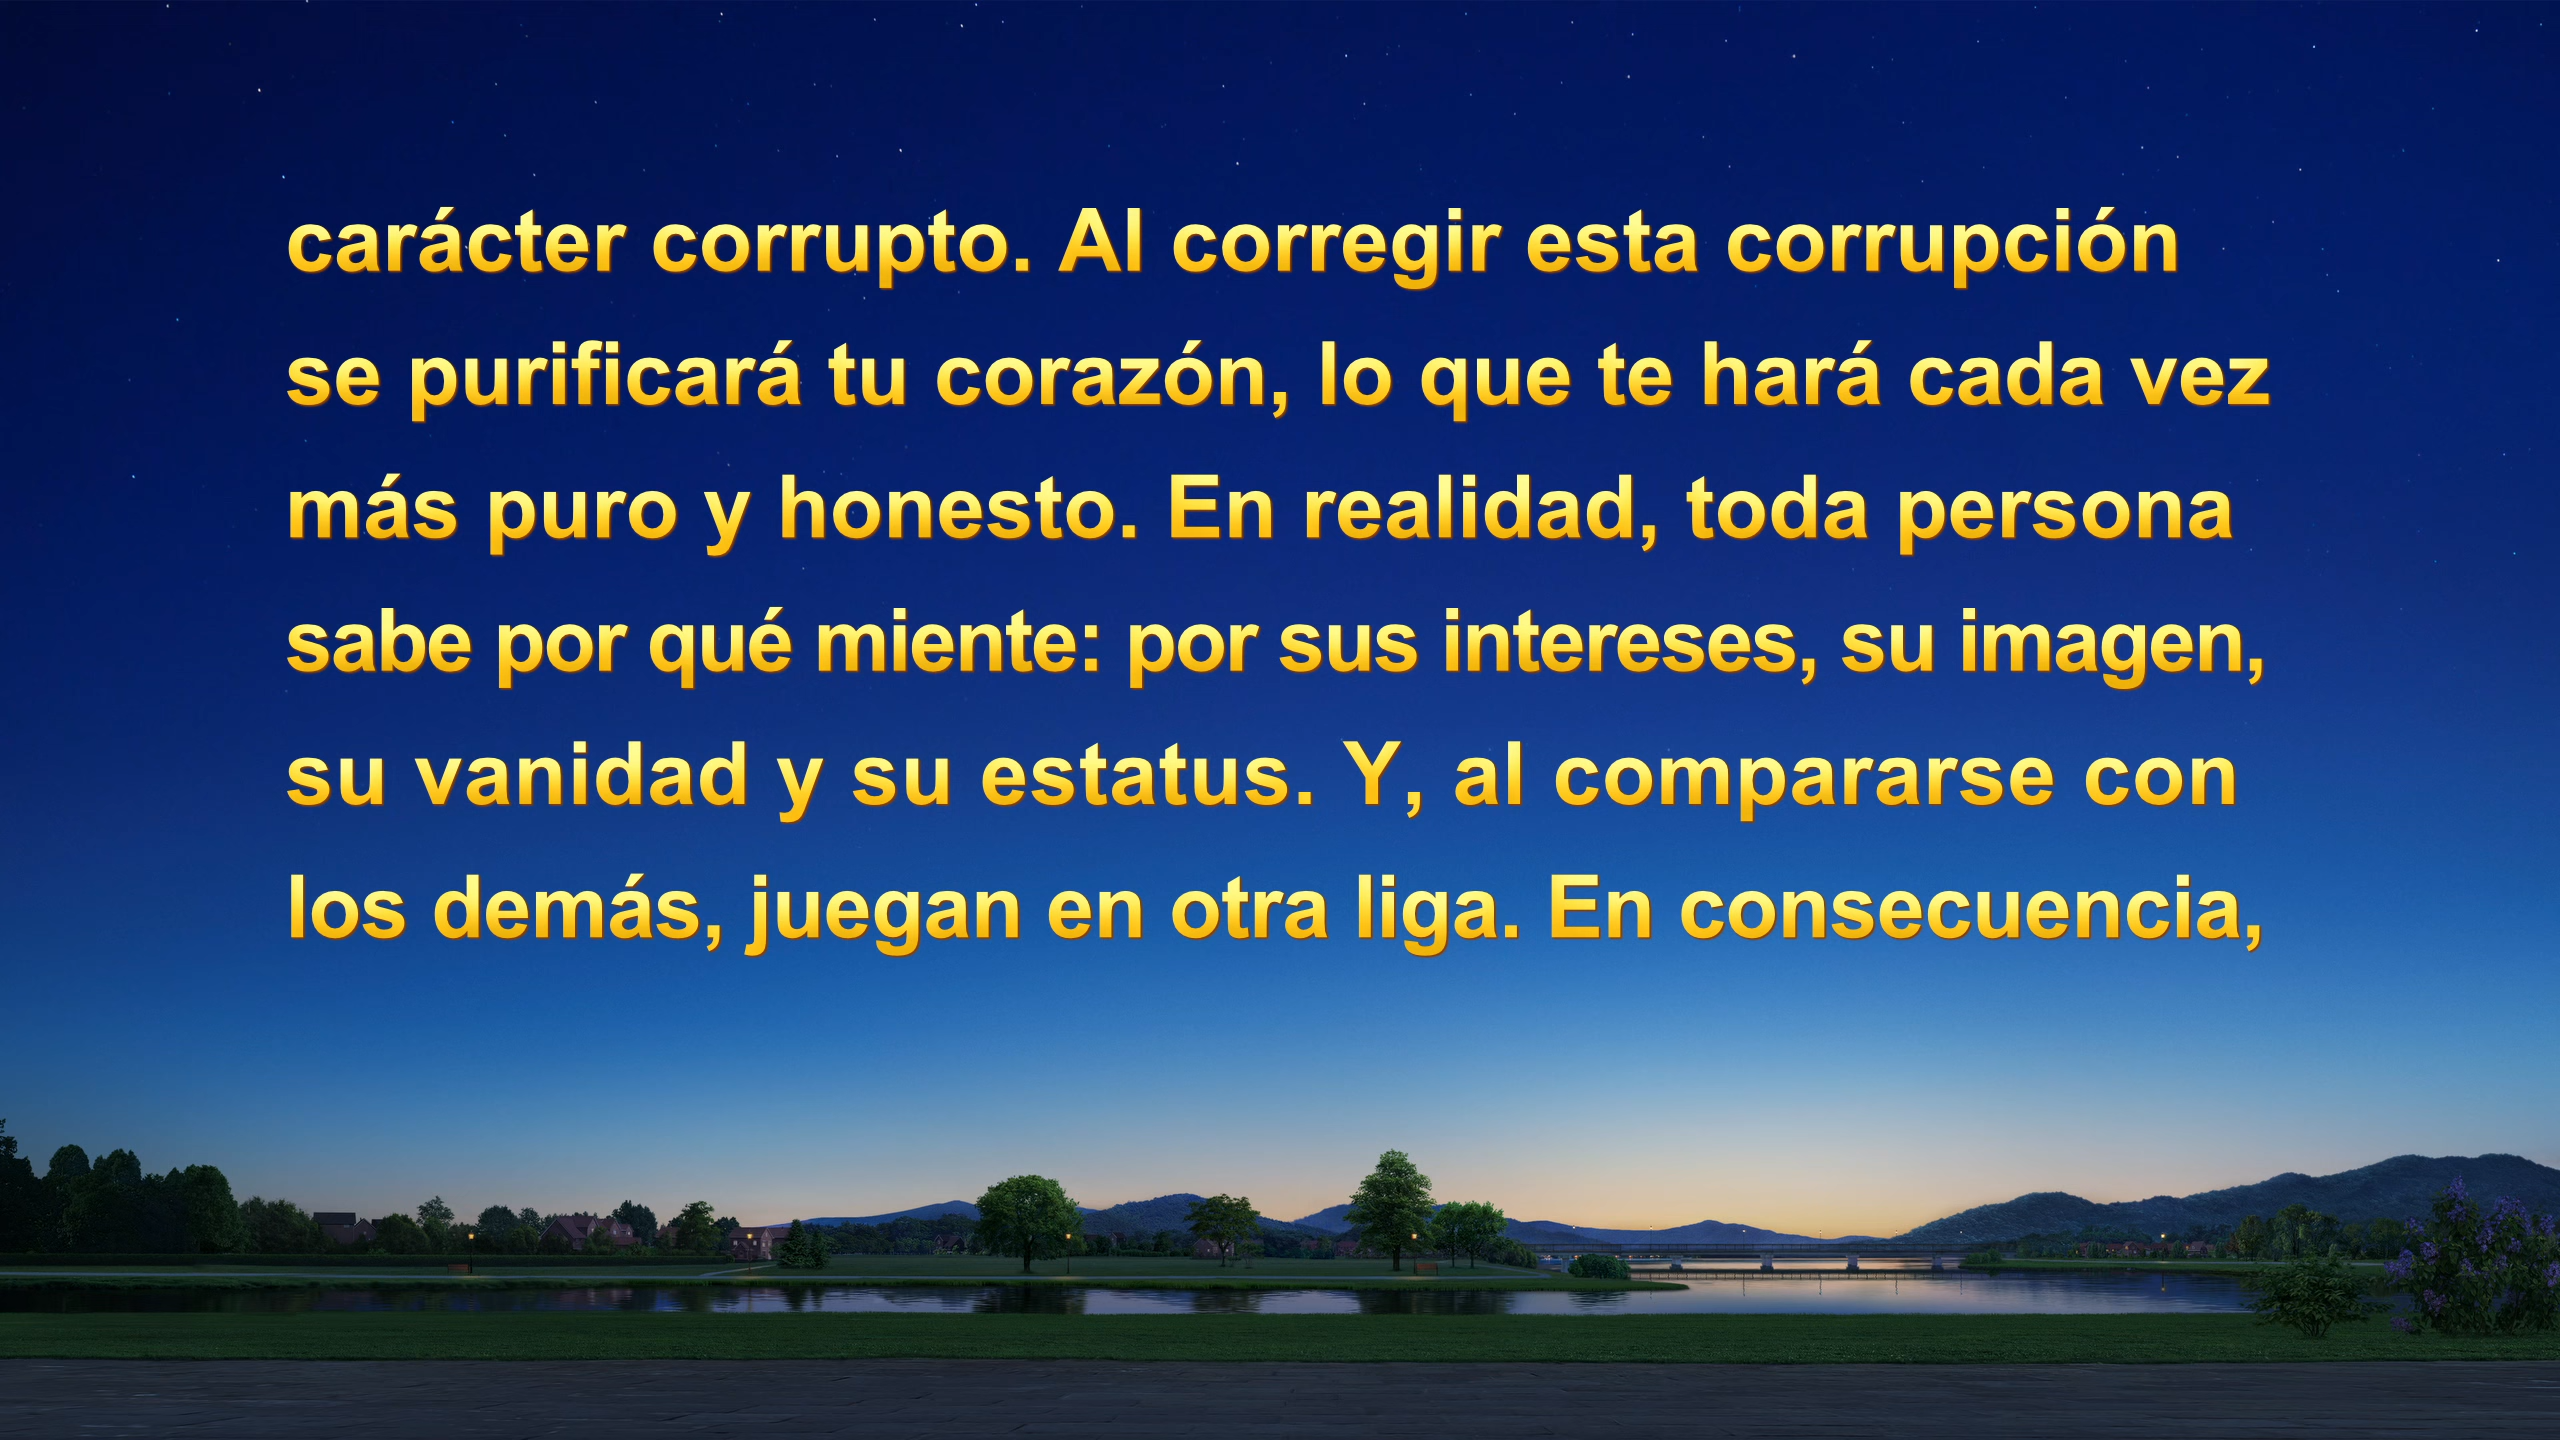 carácter corrupto. Al corregir esta corrupción
se purificará tu corazón, lo que te hará cada vez
más puro y honesto. En realidad, toda persona
sabe por qué miente: por sus intereses, su imagen,
su vanidad y su estatus. Y, al compararse con
los demás, juegan en otra liga. En consecuencia,